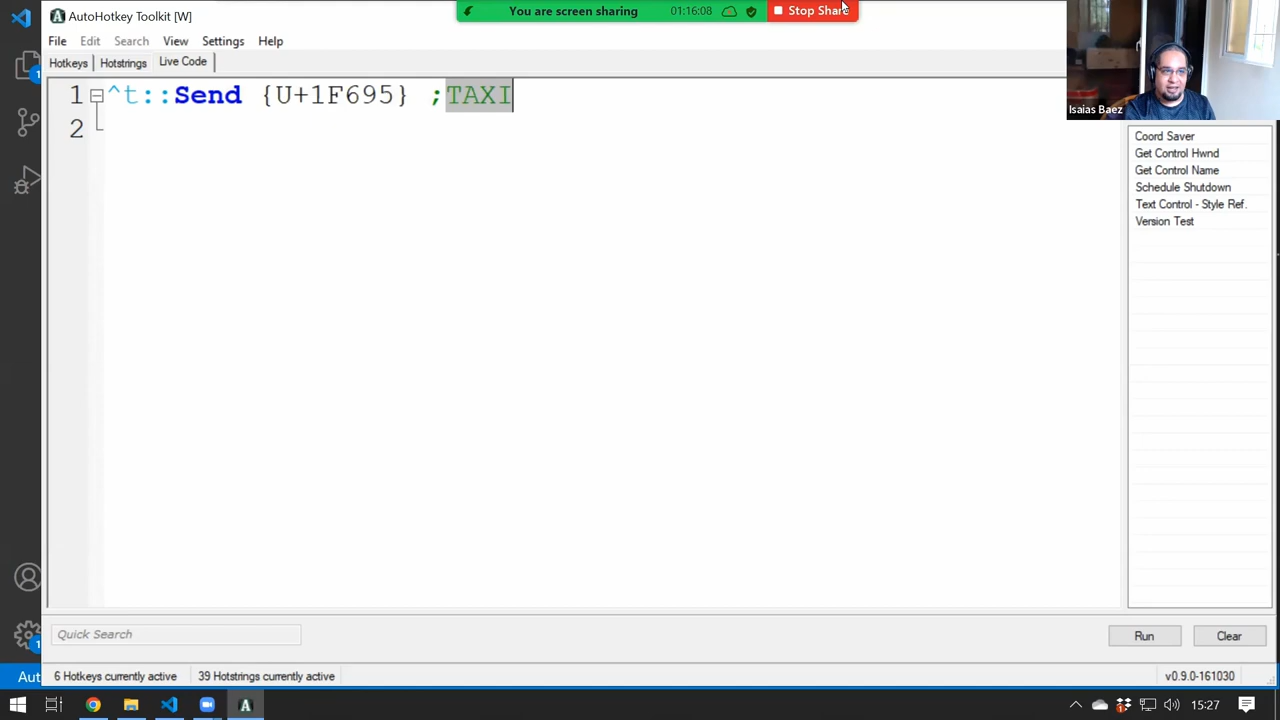 AutoHotkey Toolkit [W]
You are screen sharing 01:16:08 Stop Share
File Edit Search View Settings Help
Hotkeys Hotstrings Live Code
Isaias Baez
1 ^t::Send {U+1F695} ;TAXI
2
Coord Saver
Get Control Hwnd
Get Control Name
Schedule Shutdown
Text Control - Style Ref.
Version Test
Quick Search
Run Clear
Aut
6 Hotkeys currently active 39 Hotstrings currently active v0.9.0-161030
15:27